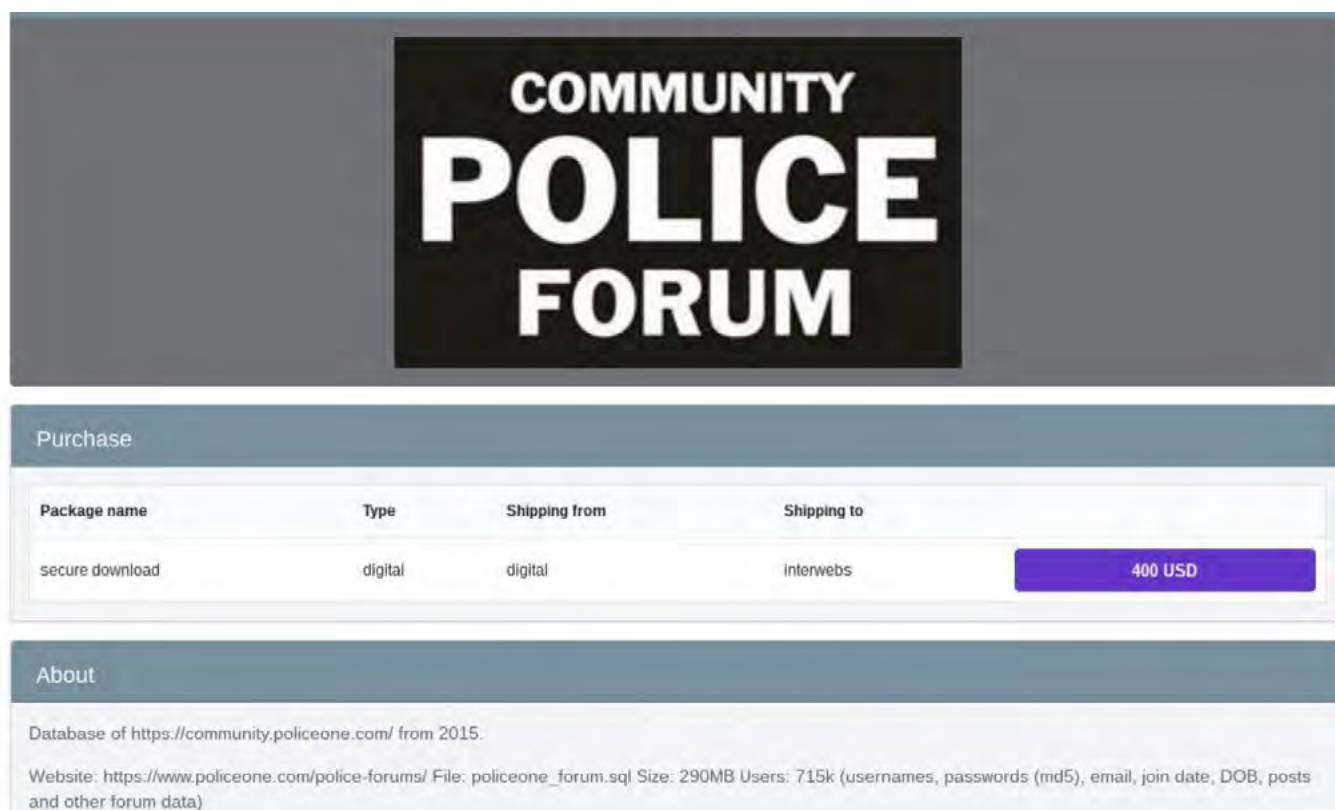 COMMUNITY
POLICE
FORUM
Purchase
Package name Type Shipping from Shipping to
secure download digital digital interwebs 400 USD
About
Database of https://community.policeone.com/ from 2015.
Website: https://www.policeone.com/police-forums/ File: policeone_forum.sql Size: 290MB Users: 715k (usernames, passwords (md5), email, join date, DOB, posts
and other forum data)